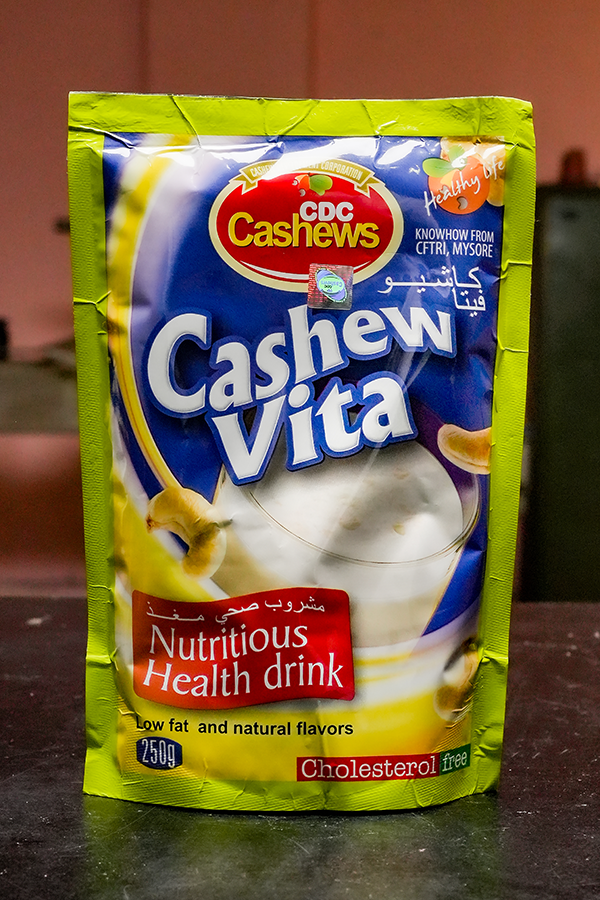 CORPORATION
CDC
Cashews
Healthy life
KNOWHOW FROM
CFTRI, MYSORE
كاشيو
فيتا
Cashew
Vita
مشروب صحي مغذ
Nutritious
Health drink
Low fat and natural flavors
250g
Cholesterol free